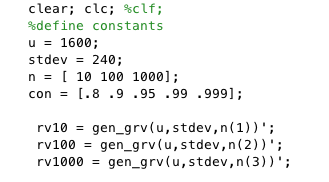 clear; clc; %clf;
%define constants
u = 1600;
stdev = 240;
n = [ 10 100 1000];
con = [.8 .9 .95 .99 .999];
rv10 = gen_grv(u,stdev,n(1))';
rv100 = gen_grv(u,stdev,n(2))';
rv1000 = gen_grv(u,stdev,n(3))';